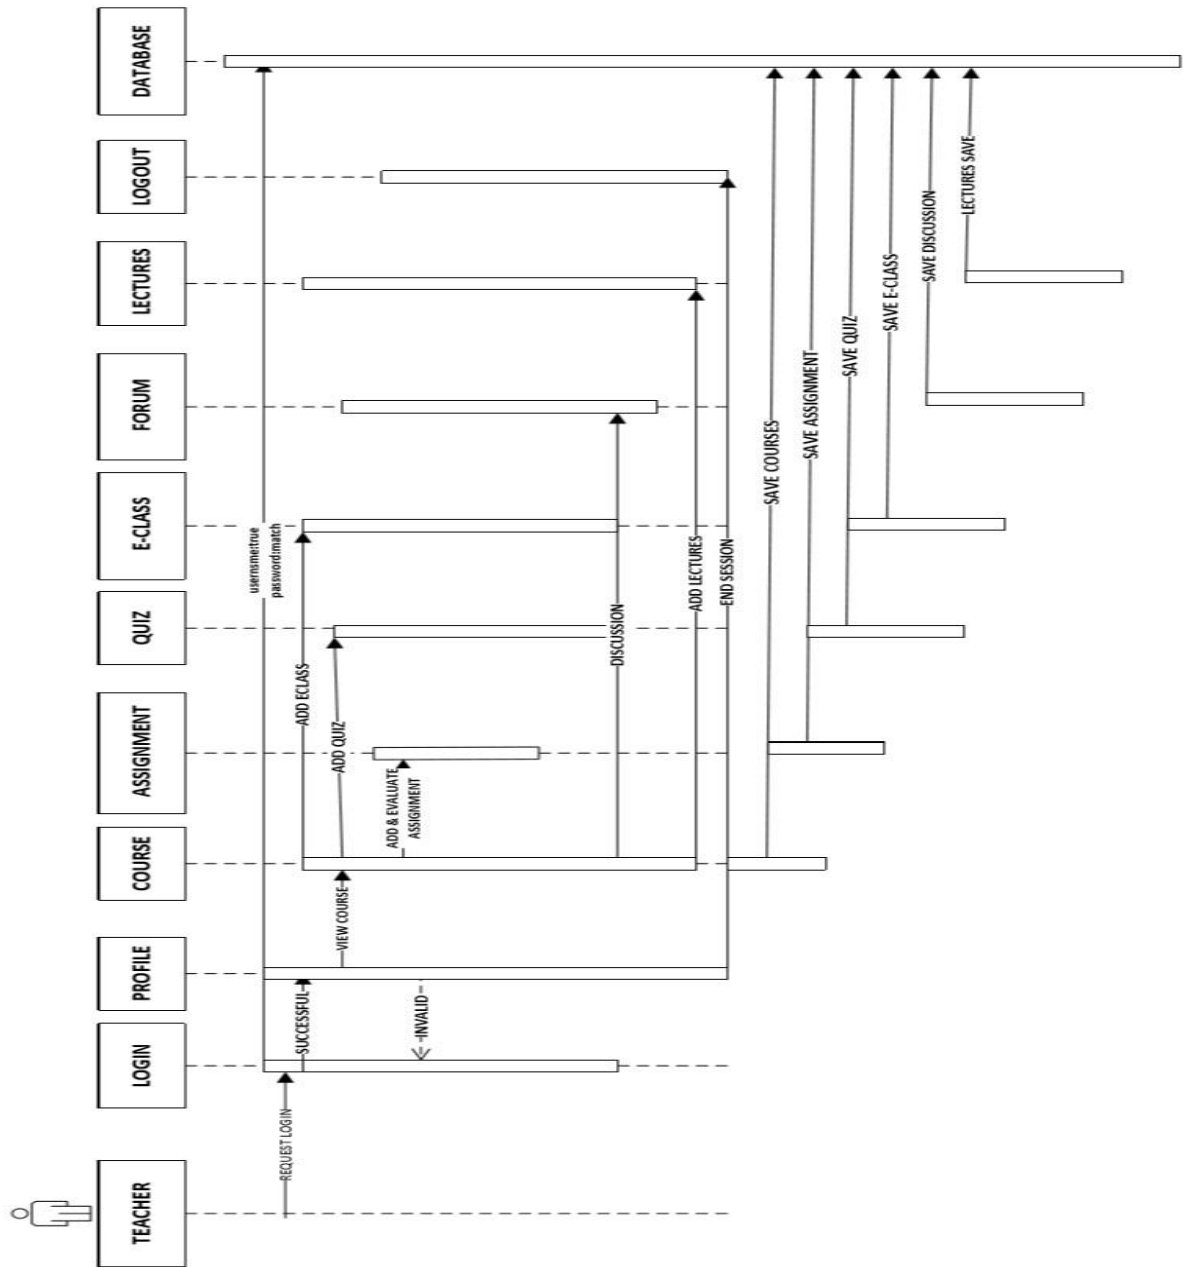 TEACHER
LOGIN
PROFILE
COURSE
ASSIGNMENT
QUIZ
E-CLASS
FORUM
LECTURES
LOGOUT
DATABASE
usernsme:true
password:match
REQUEST LOGIN
SUCCESSFUL
ADD ECLASS
VIEW COURSE
ADD QUIZ
ADD & EVALUATE
ASSIGNMENT
INVALID
DISCUSSION
ADD LECTURES
END SESSION
SAVE COURSES
SAVE ASSIGNMENT
SAVE QUIZ
SAVE E-CLASS
SAVE DISCUSSION
LECTURES SAVE